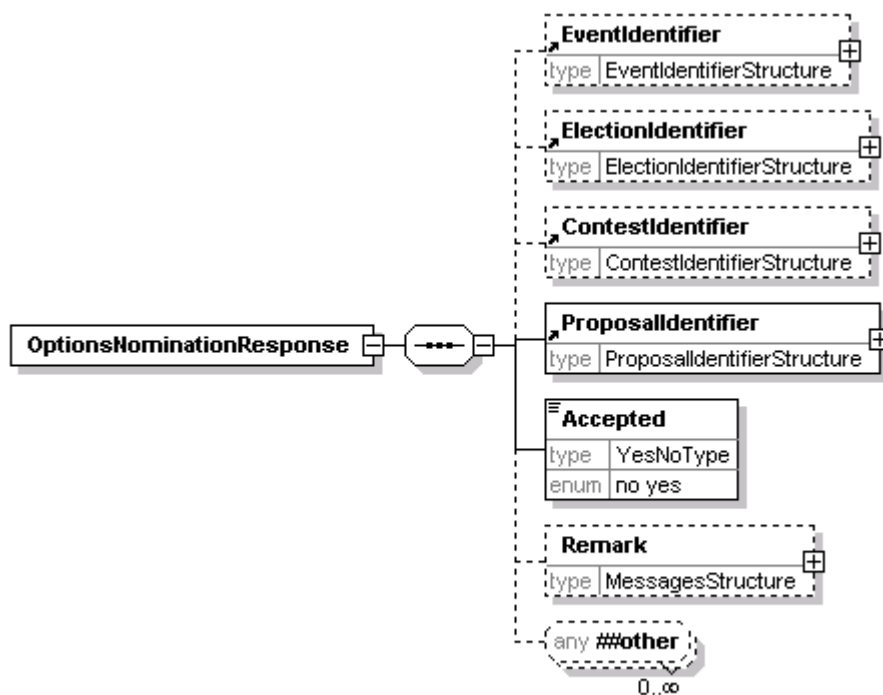 EventIdentifier
type EventIdentifierStructure
ElectionIdentifier
type ElectionIdentifierStructure
ContestIdentifier
type ContestIdentifierStructure
OptionsNominationResponse
ProposalIdentifier
type ProposalIdentifierStructure
Accepted
type YesNoType
enum no yes
Remark
type MessagesStructure
any ##other
0..∞